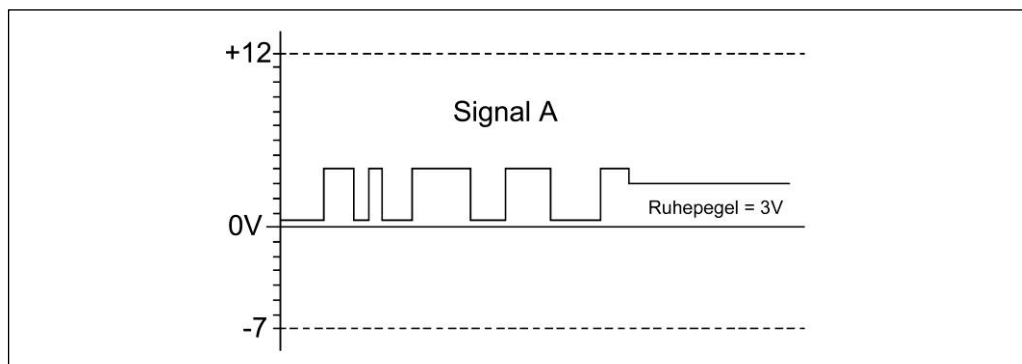 +12
Signal A
Ruhepegel = 3V
0V
-7